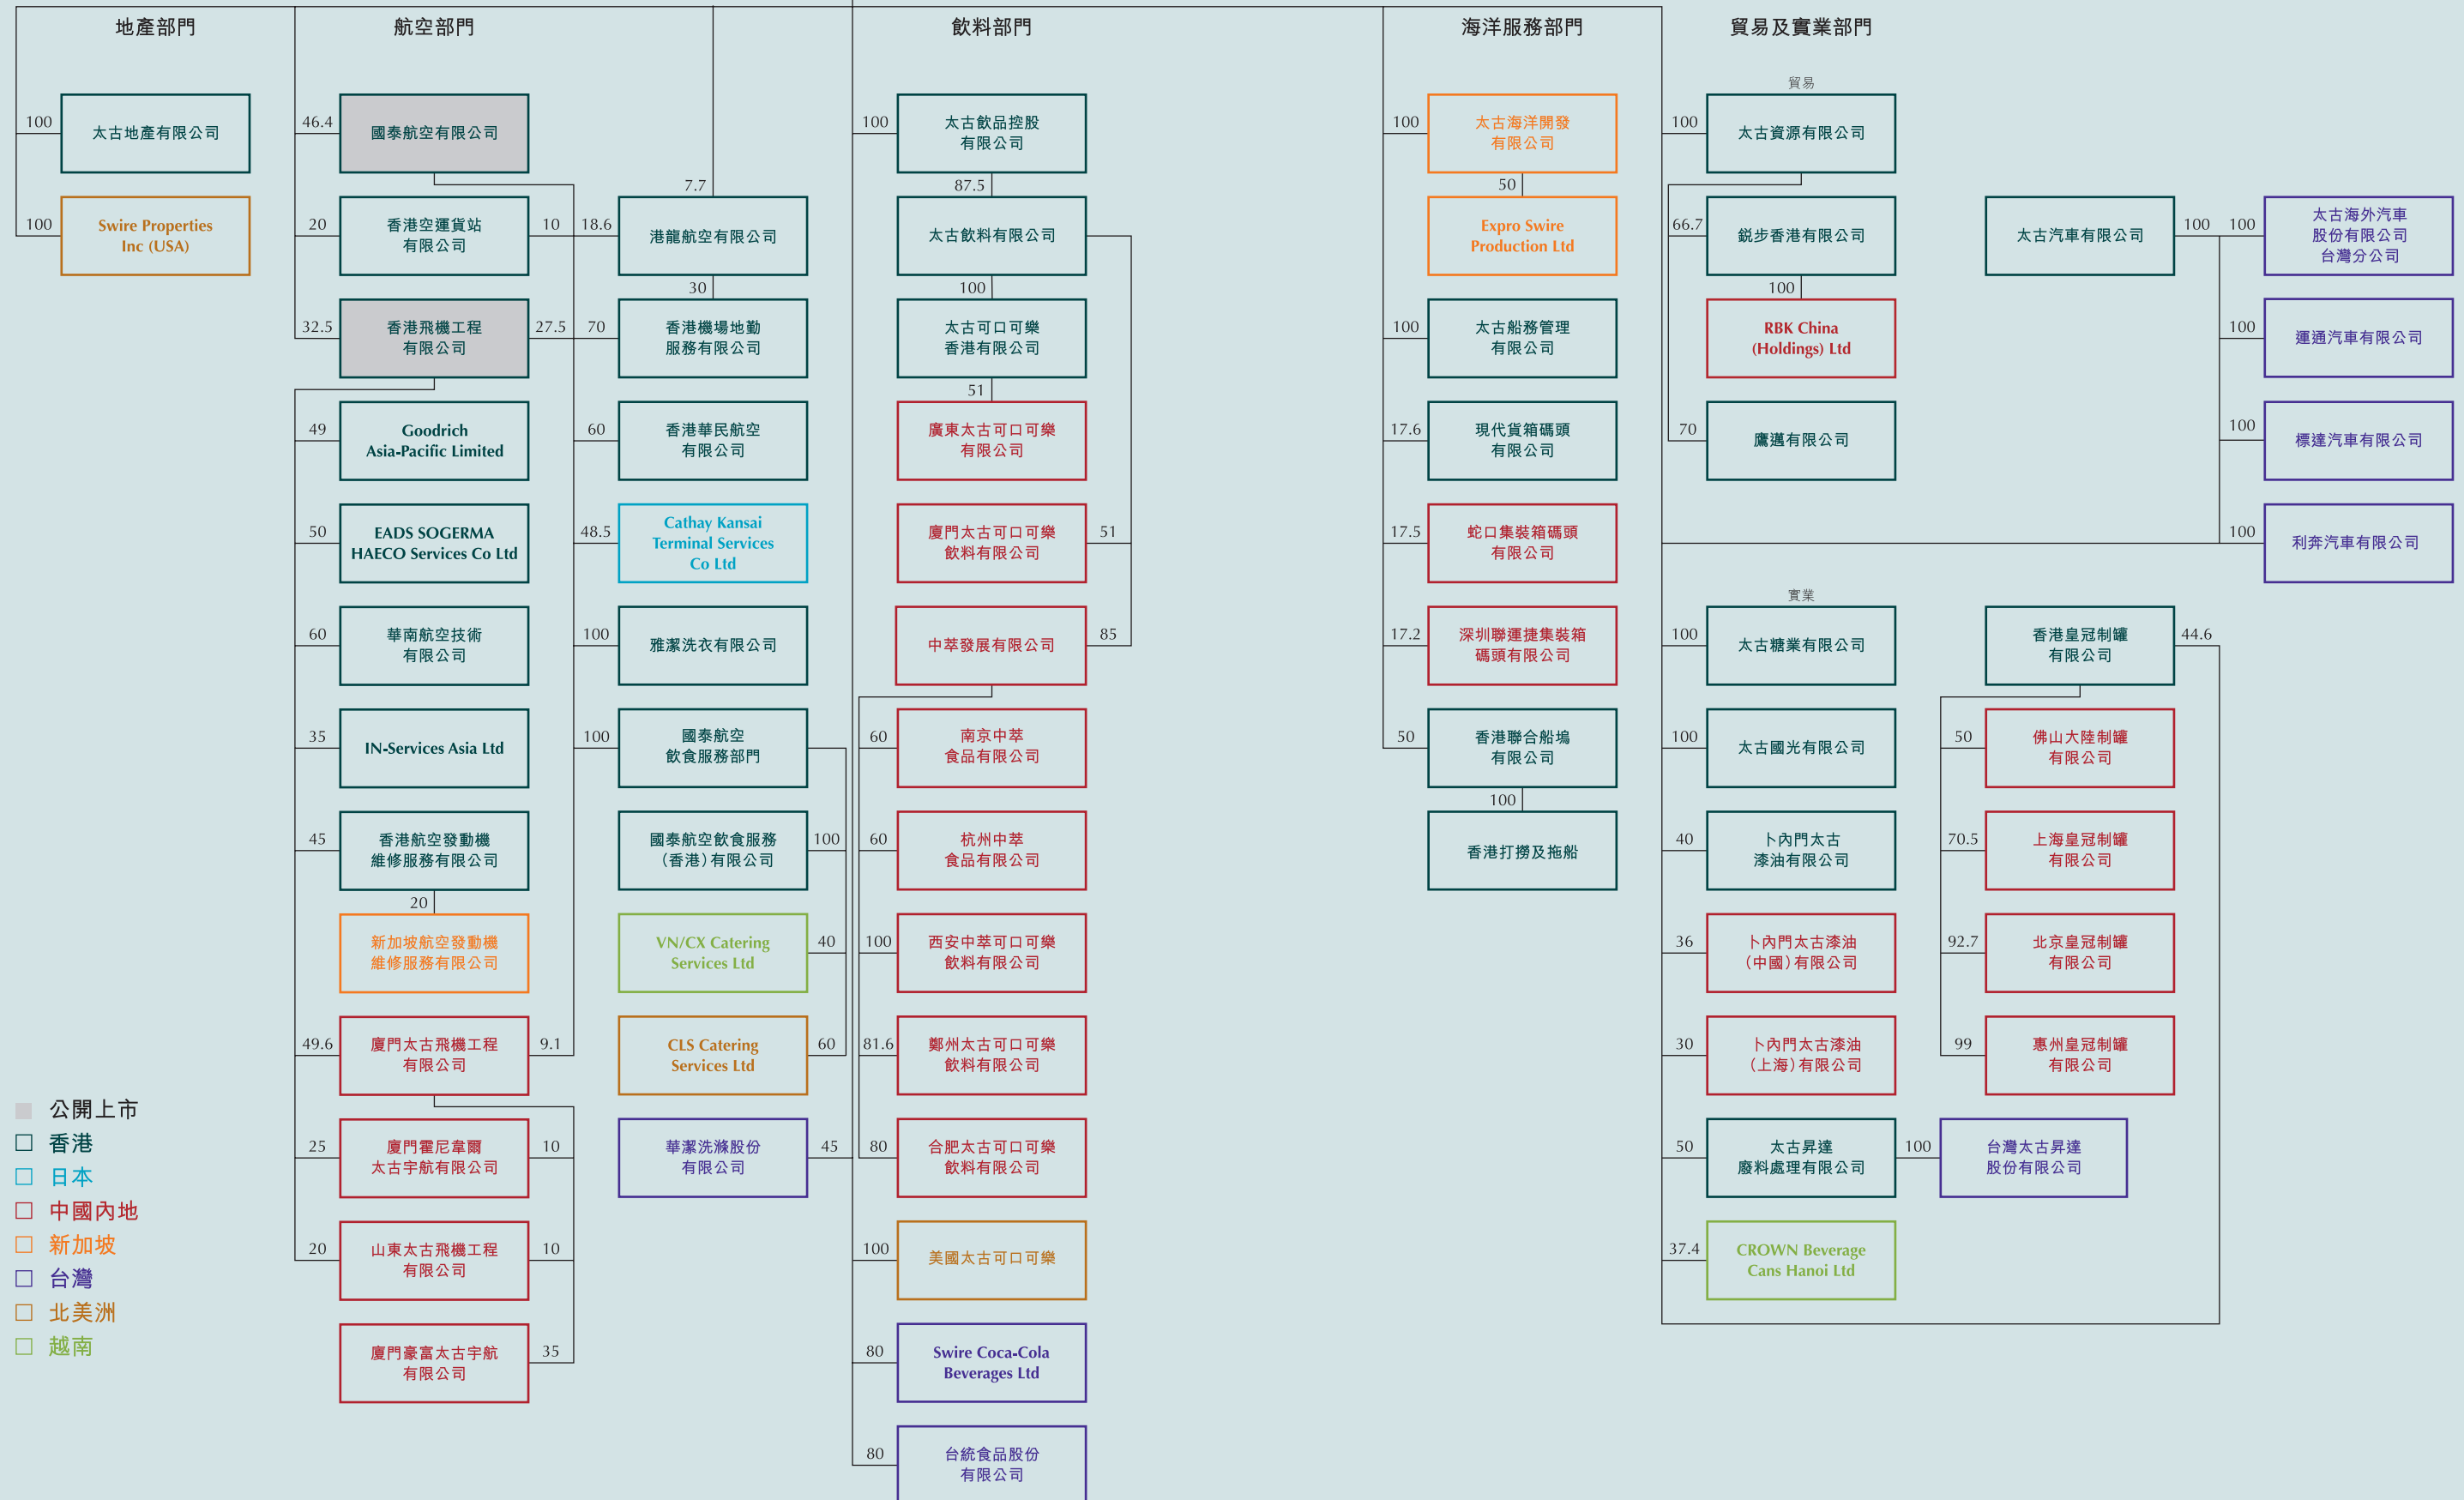 地產部門
100
太古地產有限公司
100
Swire Properties
Inc (USA)
航空部門
46.4
國泰航空有限公司
20
香港空運貨站
有限公司
10
32.5
香港飛機工程
有限公司
27.5
49
Goodrich
Asia-Pacific Limited
50
EADS SOGERMA
HAECO Services Co Ltd
60
華南航空技術
有限公司
35
IN-Services Asia Ltd
45
香港航空發動機
維修服務有限公司
20
新加坡航空發動機
維修服務有限公司
49.6
廈門太古飛機工程
有限公司
9.1
25
廈門霍尼韋爾
太古宇航有限公司
10
20
山東太古飛機工程
有限公司
10
廈門豪富太古宇航
有限公司
35
7.7
18.6
港龍航空有限公司
30
70
香港機場地勤
服務有限公司
60
香港華民航空
有限公司
48.5
Cathay Kansai
Terminal Services
Co Ltd
100
雅潔洗衣有限公司
100
國泰航空
飲食服務部門
國泰航空飲食服務
（香港）有限公司
100
VN/CX Catering
Services Ltd
40
CLS Catering
Services Ltd
60
華潔洗滌股份
有限公司
45
飲料部門
100
太古飲品控股
有限公司
87.5
太古飲料有限公司
100
太古可口可樂
香港有限公司
51
廣東太古可口可樂
有限公司
廈門太古可口可樂
飲料有限公司
51
中萃發展有限公司
85
60
南京中萃
食品有限公司
60
杭州中萃
食品有限公司
100
西安中萃可口可樂
飲料有限公司
81.6
鄭州太古可口可樂
飲料有限公司
80
合肥太古可口可樂
飲料有限公司
100
美國太古可口可樂
80
Swire Coca-Cola
Beverages Ltd
80
台統食品股份
有限公司
海洋服務部門
100
太古海洋開發
有限公司
50
Expro Swire
Production Ltd
100
太古船務管理
有限公司
17.6
現代貨箱碼頭
有限公司
17.5
蛇口集裝箱碼頭
有限公司
17.2
深圳聯運捷集裝箱
碼頭有限公司
50
香港聯合船塢
有限公司
100
香港打撈及拖船
貿易及實業部門
貿易
100
太古資源有限公司
66.7
銳步香港有限公司
100
RBK China
(Holdings) Ltd
70
鷹邁有限公司
太古汽車有限公司
100
100
太古海外汽車
股份有限公司
台灣分公司
100
運通汽車有限公司
100
標達汽車有限公司
100
利奔汽車有限公司
實業
100
太古糖業有限公司
100
太古國光有限公司
40
卜內門太古
漆油有限公司
36
卜內門太古漆油
（中國）有限公司
30
卜內門太古漆油
（上海）有限公司
50
太古昇達
廢料處理有限公司
100
台灣太古昇達
股份有限公司
37.4
CROWN Beverage
Cans Hanoi Ltd
香港皇冠制罐
有限公司
44.6
50
佛山大陸制罐
有限公司
70.5
上海皇冠制罐
有限公司
92.7
北京皇冠制罐
有限公司
99
惠州皇冠制罐
有限公司
公開上市
香港
日本
中國內地
新加坡
台灣
北美洲
越南